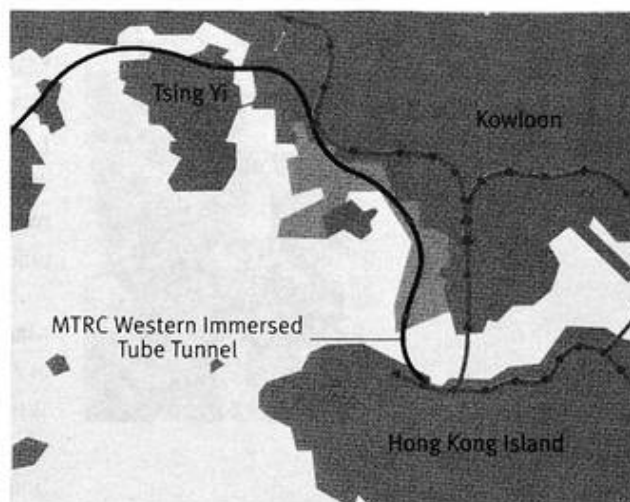 Tsing Yi
Kowloon
MTRC Western Immersed
Tube Tunnel
Hong Kong Island